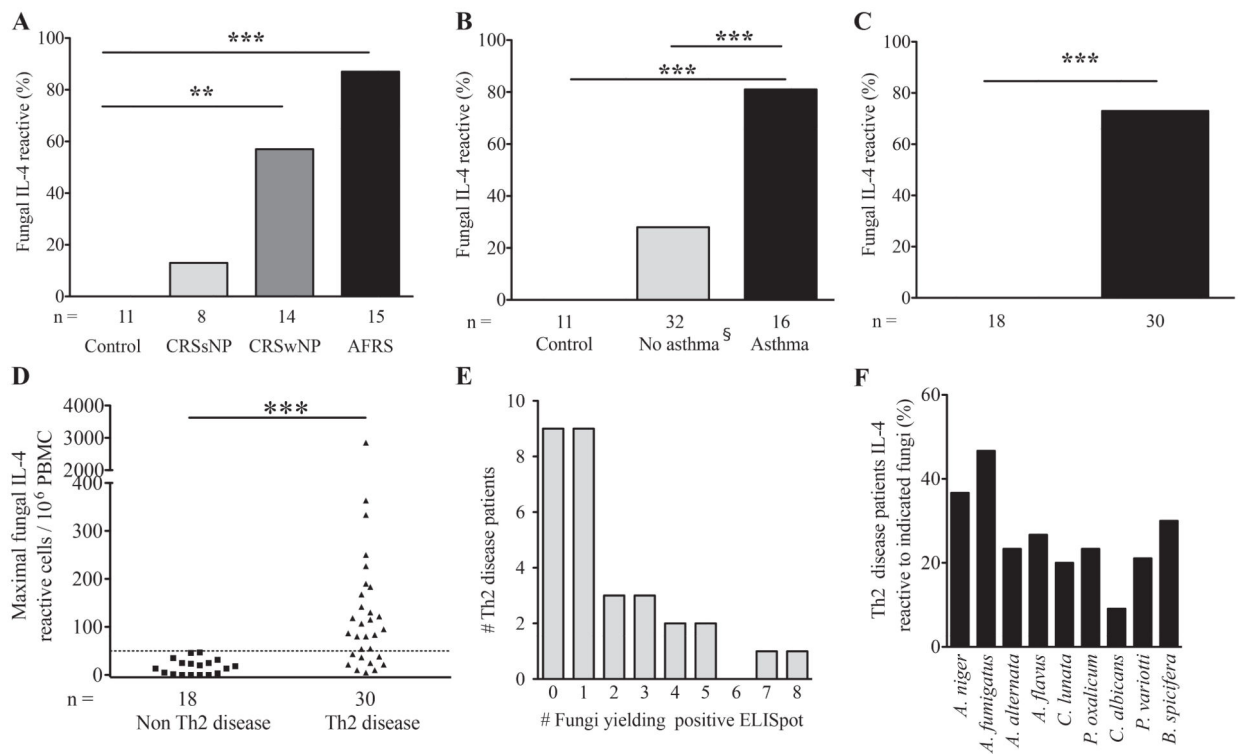 A
Fungal IL-4 reactive (%)
100
80
60
40
20
0
***
**
n = 11 8 14 15
Control CRSsNP CRSwNP AFRS
B
Fungal IL-4 reactive (%)
100
80
60
40
20
0
***
***
n = 11 32 16
Control No asthma § Asthma
C
Fungal IL-4 reactive (%)
100
80
60
40
20
0
***
n = 18 30
D
Maximal fungal IL-4
reactive cells / 10⁶ PBMC
4000
3000
2000
400
300
200
100
0
***
n = 18 30
Non Th2 disease Th2 disease
E
# Th2 disease patients
10
8
6
4
2
0
0 1 2 3 4 5 6 7 8
# Fungi yielding positive ELISpot
F
Th2 disease patients IL-4
reactive to indicated fungi (%)
60
40
20
0
A. niger
A. fumigatus
A. alternata
A. flavus
C. lunata
P. oxalicum
C. albicans
P. variotti
B. spicifera